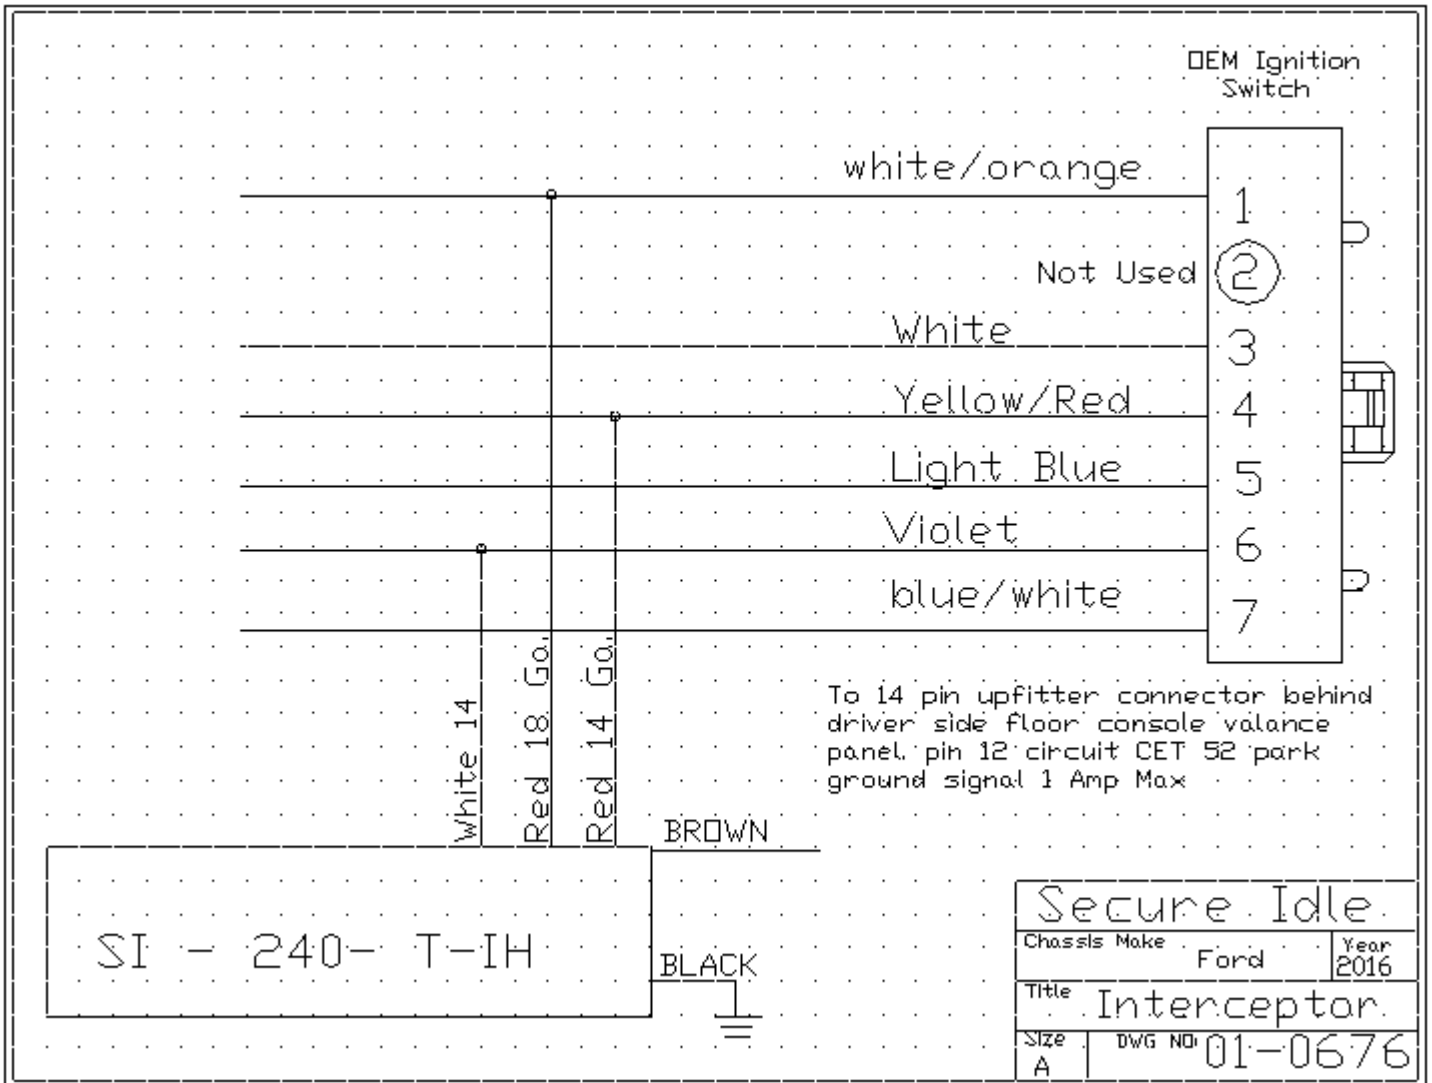 OEM Ignition
Switch
white/orange
1
Not Used 2
White
3
Yellow/Red
4
Light Blue
5
Violet
6
blue/white
7
White 14
Red 18 Ga.
Red 14 Ga.
To 14 pin upfitter connector behind
driver side floor console valance
panel. pin 12 circuit CET 52 park
ground signal 1 Amp Max
BROWN
SI - 240- T-IH
BLACK
Secure Idle
Chassis Make Ford
Year
2016
Title Interceptor
Size
A
DWG NO: 01-0676